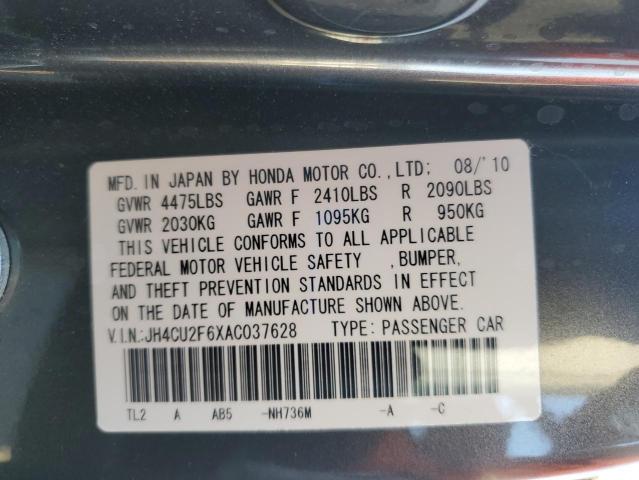 MFD. IN JAPAN BY HONDA MOTOR CO.,LTD; 08/'10
GVWR 4475LBS GAWR F 2410LBS R 2090LBS
GVWR 2030KG GAWR F 1095KG R 950KG
THIS VEHICLE CONFORMS TO ALL APPLICABLE
FEDERAL MOTOR VEHICLE SAFETY ,BUMPER,
AND THEFT PREVENTION STANDARDS IN EFFECT
ON THE DATE OF MANUFACTURE SHOWN ABOVE.
V.I.N:JH4CU2F6XAC037628 TYPE: PASSENGER CAR
TL2 A AB5 -NH736M -A -C